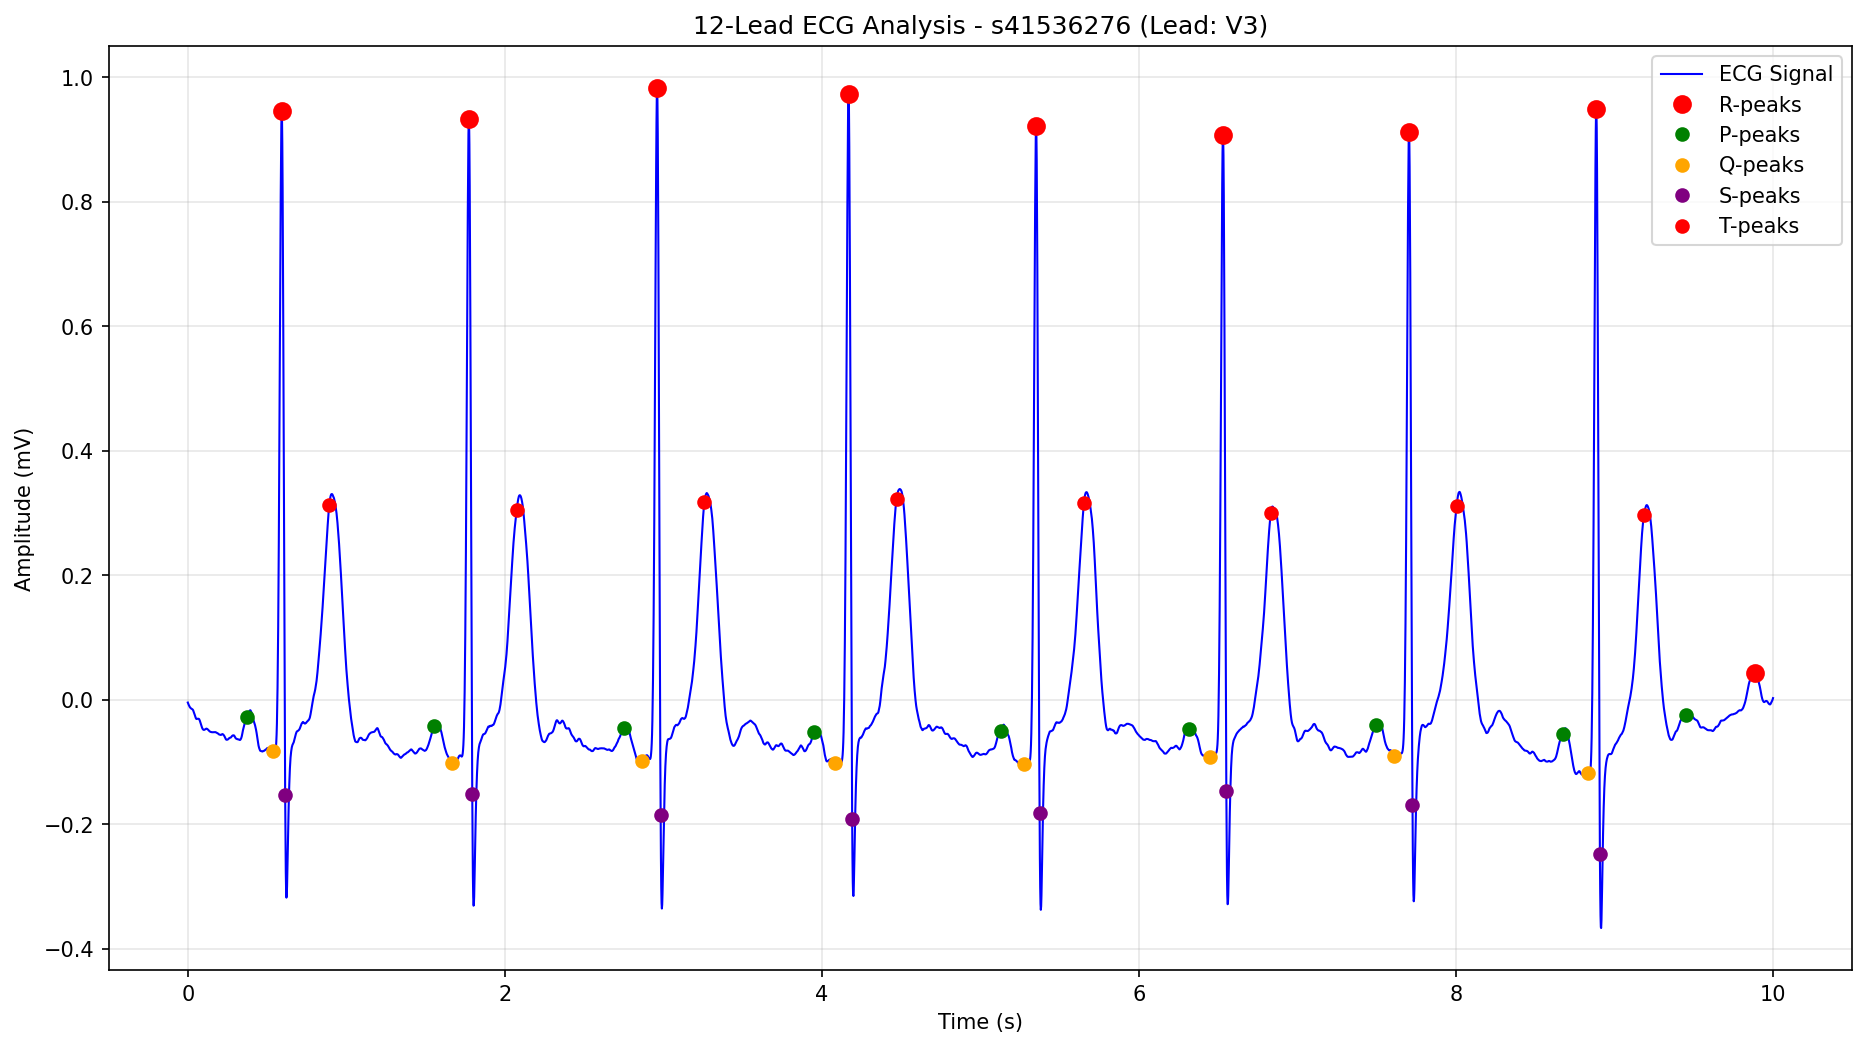 12-Lead ECG Analysis - s41536276 (Lead: V3)
ECG Signal
R-peaks
P-peaks
Q-peaks
S-peaks
T-peaks
Amplitude (mV)
1.0
0.8
0.6
0.4
0.2
0.0
−0.2
−0.4
0 2 4 6 8 10
Time (s)